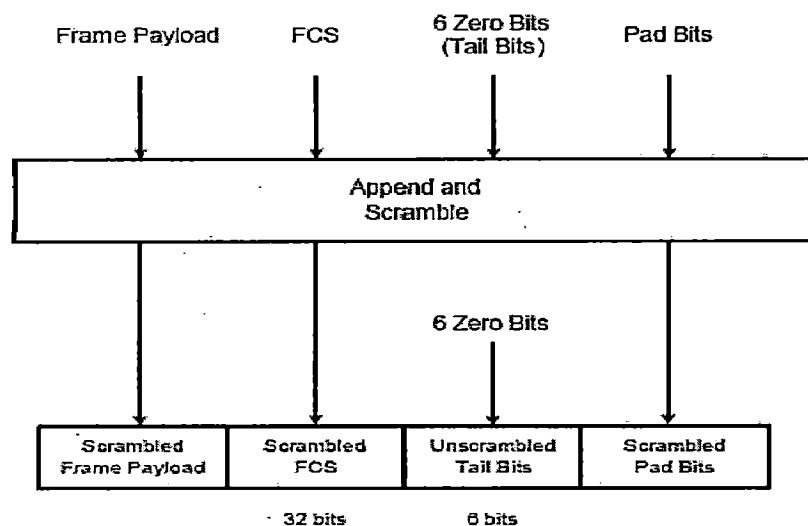 Frame Payload
FCS
6 Zero Bits
(Tail Bits)
Pad Bits
Append and
Scramble
6 Zero Bits
Scrambled
Frame Payload
Scrambled
FCS
Unscrambled
Tail Bits
Scrambled
Pad Bits
32 bits
6 bits